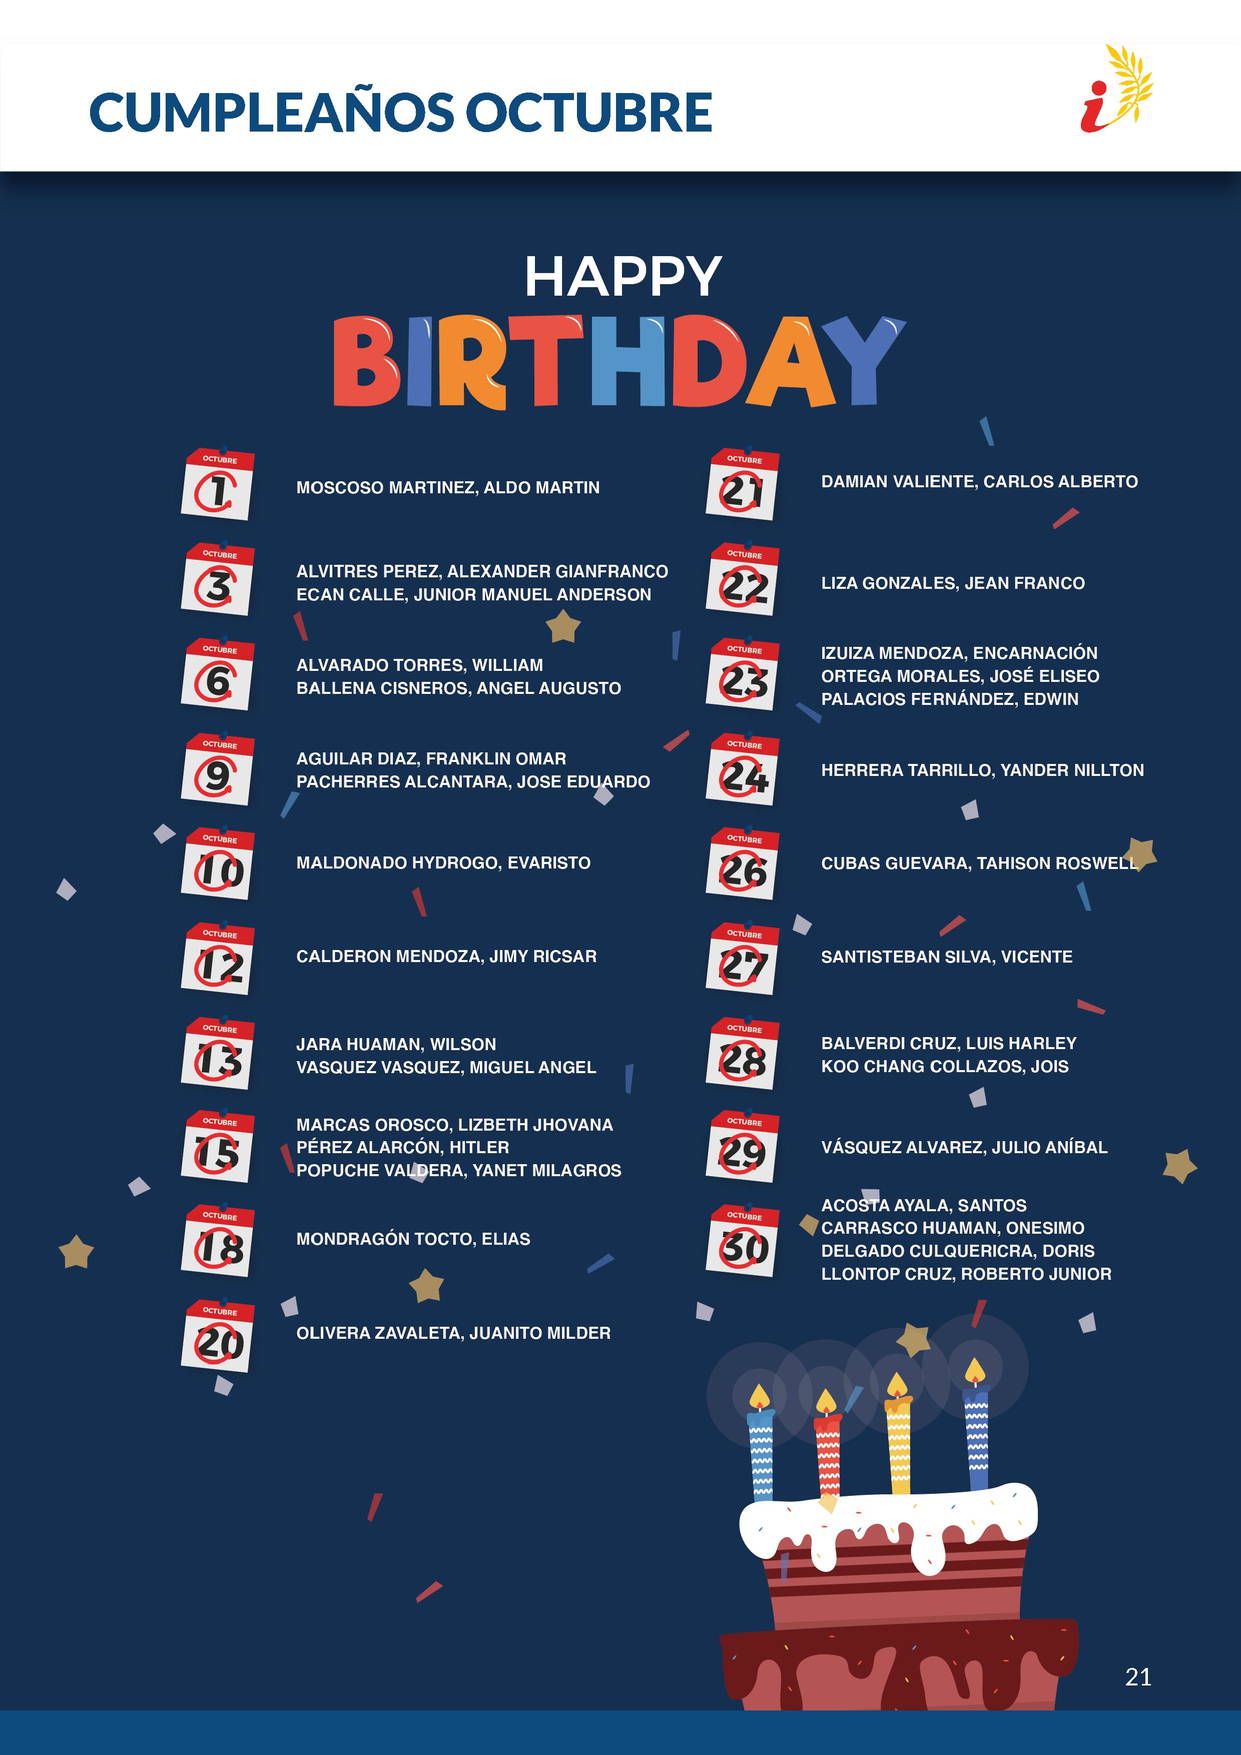 CUMPLEAÑOS OCTUBRE
i
HAPPY
BIRTHDAY
OCTUBRE
1
MOSCOSO MARTINEZ, ALDO MARTIN
OCTUBRE
3
ALVITRES PEREZ, ALEXANDER GIANFRANCO
ECAN CALLE, JUNIOR MANUEL ANDERSON
OCTUBRE
6
ALVARADO TORRES, WILLIAM
BALLENA CISNEROS, ANGEL AUGUSTO
OCTUBRE
9
AGUILAR DIAZ, FRANKLIN OMAR
PACHERRES ALCANTARA, JOSE EDUARDO
OCTUBRE
10
MALDONADO HYDROGO, EVARISTO
OCTUBRE
12
CALDERON MENDOZA, JIMY RICSAR
OCTUBRE
13
JARA HUAMAN, WILSON
VASQUEZ VASQUEZ, MIGUEL ANGEL
OCTUBRE
15
MARCAS OROSCO, LIZBETH JHOVANA
PÉREZ ALARCÓN, HITLER
POPUCHE VALDERA, YANET MILAGROS
OCTUBRE
18
MONDRAGÓN TOCTO, ELIAS
OCTUBRE
20
OLIVERA ZAVALETA, JUANITO MILDER
OCTUBRE
21
DAMIAN VALIENTE, CARLOS ALBERTO
OCTUBRE
22
LIZA GONZALES, JEAN FRANCO
OCTUBRE
23
IZUIZA MENDOZA, ENCARNACIÓN
ORTEGA MORALES, JOSÉ ELISEO
PALACIOS FERNÁNDEZ, EDWIN
OCTUBRE
24
HERRERA TARRILLO, YANDER NILLTON
OCTUBRE
26
CUBAS GUEVARA, TAHISON ROSWELL
OCTUBRE
27
SANTISTEBAN SILVA, VICENTE
OCTUBRE
28
BALVERDI CRUZ, LUIS HARLEY
KOO CHANG COLLAZOS, JOIS
OCTUBRE
29
VÁSQUEZ ALVAREZ, JULIO ANÍBAL
OCTUBRE
30
ACOSTA AYALA, SANTOS
CARRASCO HUAMAN, ONESIMO
DELGADO CULQUERICRA, DORIS
LLONTOP CRUZ, ROBERTO JUNIOR
21